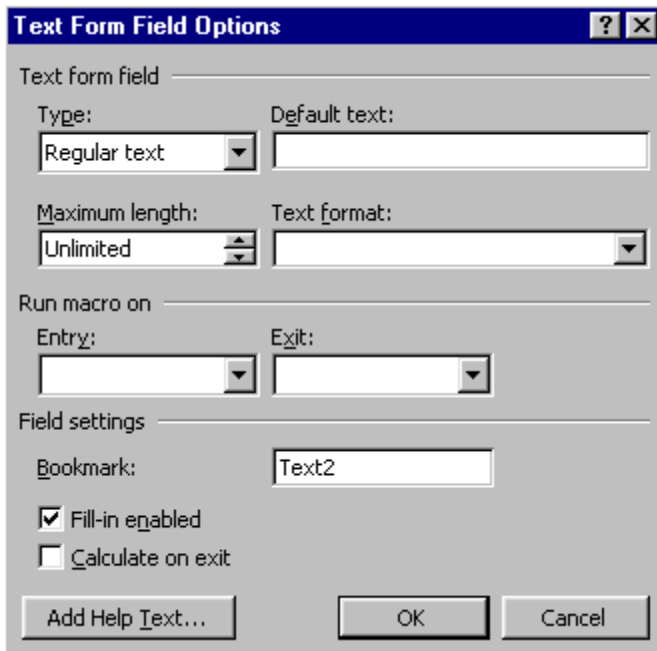 Text Form Field Options
Text form field
Type: Default text:
Regular text
Maximum length: Text format:
Unlimited
Run macro on
Entry: Exit:
Field settings
Bookmark: Text2
Fill-in enabled
Calculate on exit
Add Help Text... OK Cancel